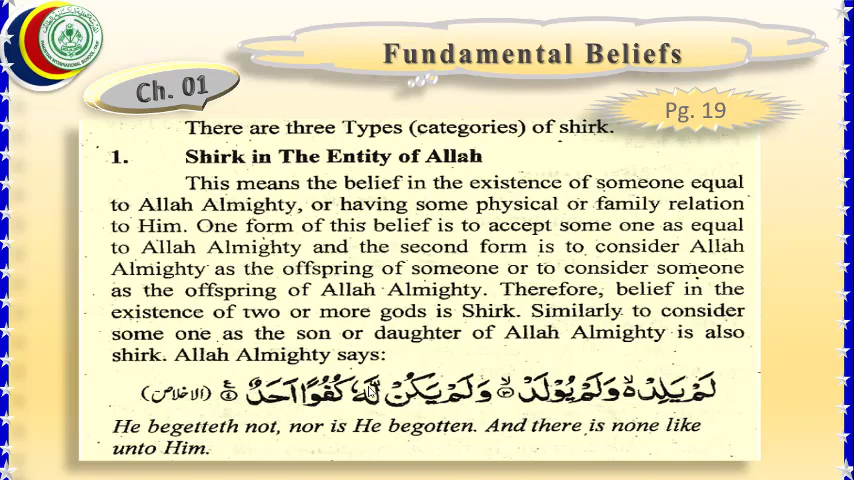 Fundamental Beliefs
Ch. 01
Pg. 19
There are three Types (categories) of shirk.
1. Shirk in The Entity of Allah
This means the belief in the existence of someone equal
to Allah Almighty, or having some physical or family relation
to Him. One form of this belief is to accept some one as equal
to Allah Almighty and the second form is to consider Allah
Almighty as the offspring of someone or to consider someone
as the offspring of Allah Almighty. Therefore, belief in the
existence of two or more gods is Shirk. Similarly to consider
some one as the son or daughter of Allah Almighty is also
shirk. Allah Almighty says:
لَمْ يَلِدْ ۙ وَلَمْ يُوْلَدْ ۙ﴿۳﴾ وَلَمْ يَكُنْ لَّهٗ كُفُوًا اَحَدٌ ﴿۴﴾ (الاخلاص)
He begetteth not, nor is He begotten. And there is none like
unto Him.